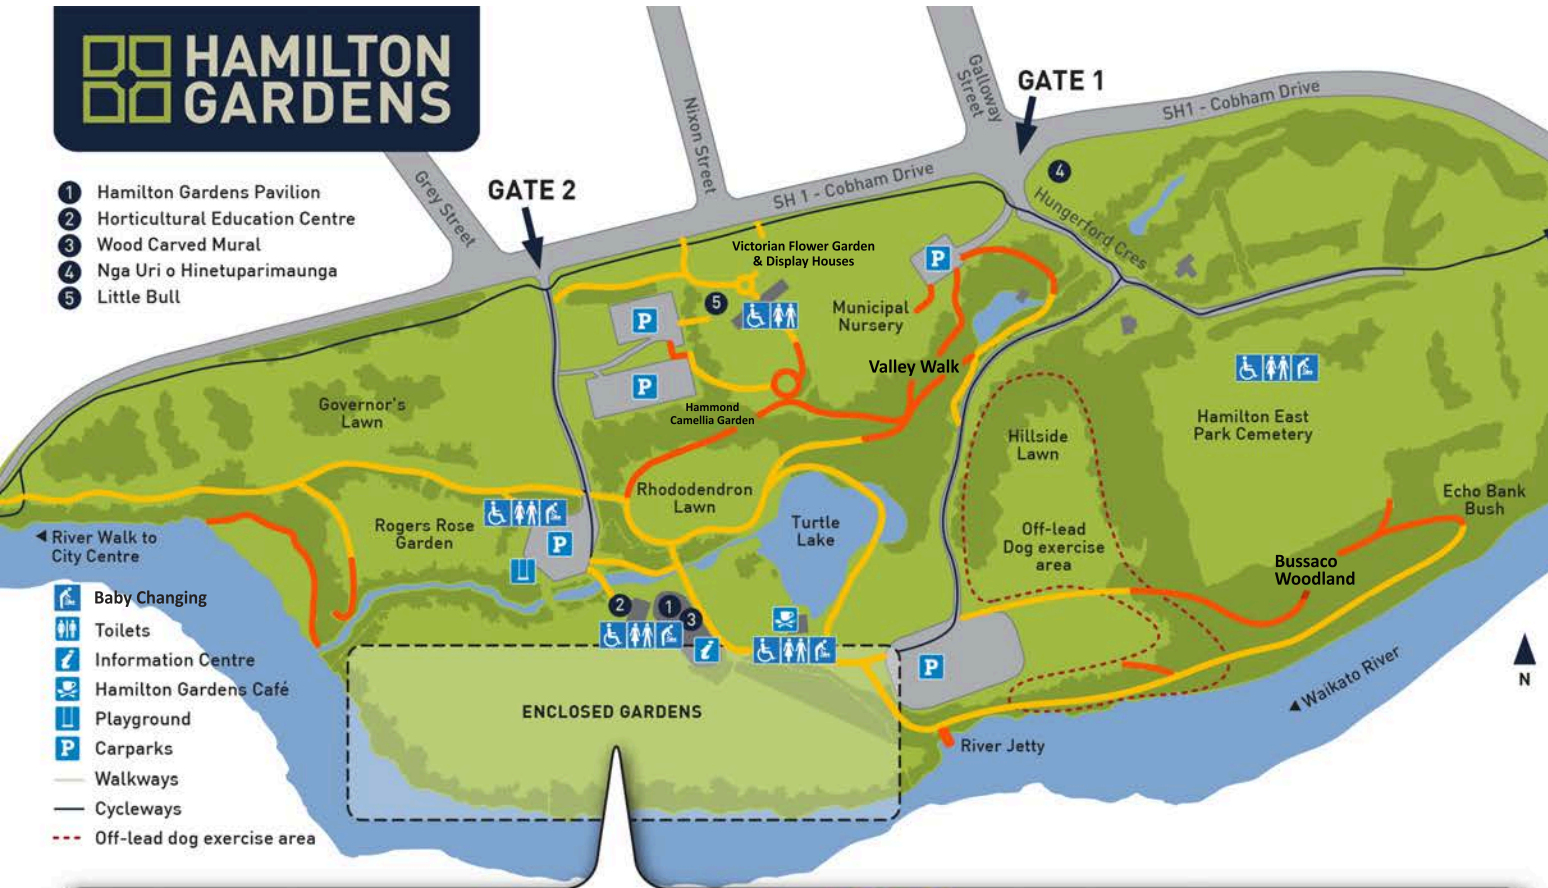 HAMILTON
GARDENS
1 Hamilton Gardens Pavilion
2 Horticultural Education Centre
3 Wood Carved Mural
4 Nga Uri o Hinetuparimaunga
5 Little Bull
GATE 1
GATE 2
Grey Street
Nixon Street
Galloway
Street
SH 1 - Cobham Drive
SH1 - Cobham Drive
Hungerford Cres
4
Victorian Flower Garden
& Display Houses
P
5
Municipal
Nursery
P
P
Valley Walk
Hammond
Camellia Garden
Governor's
Lawn
Hamilton East
Park Cemetery
Hillside
Lawn
Rhododendron
Lawn
Echo Bank
Bush
Rogers Rose
Garden
Turtle
Lake
Off-lead
Dog exercise
area
P
Bussaco
Woodland
River Walk to
City Centre
2
1
3
i
P
ENCLOSED GARDENS
River Jetty
Waikato River
N
Baby Changing
Toilets
i Information Centre
Hamilton Gardens Café
Playground
P Carparks
Walkways
Cycleways
Off-lead dog exercise area